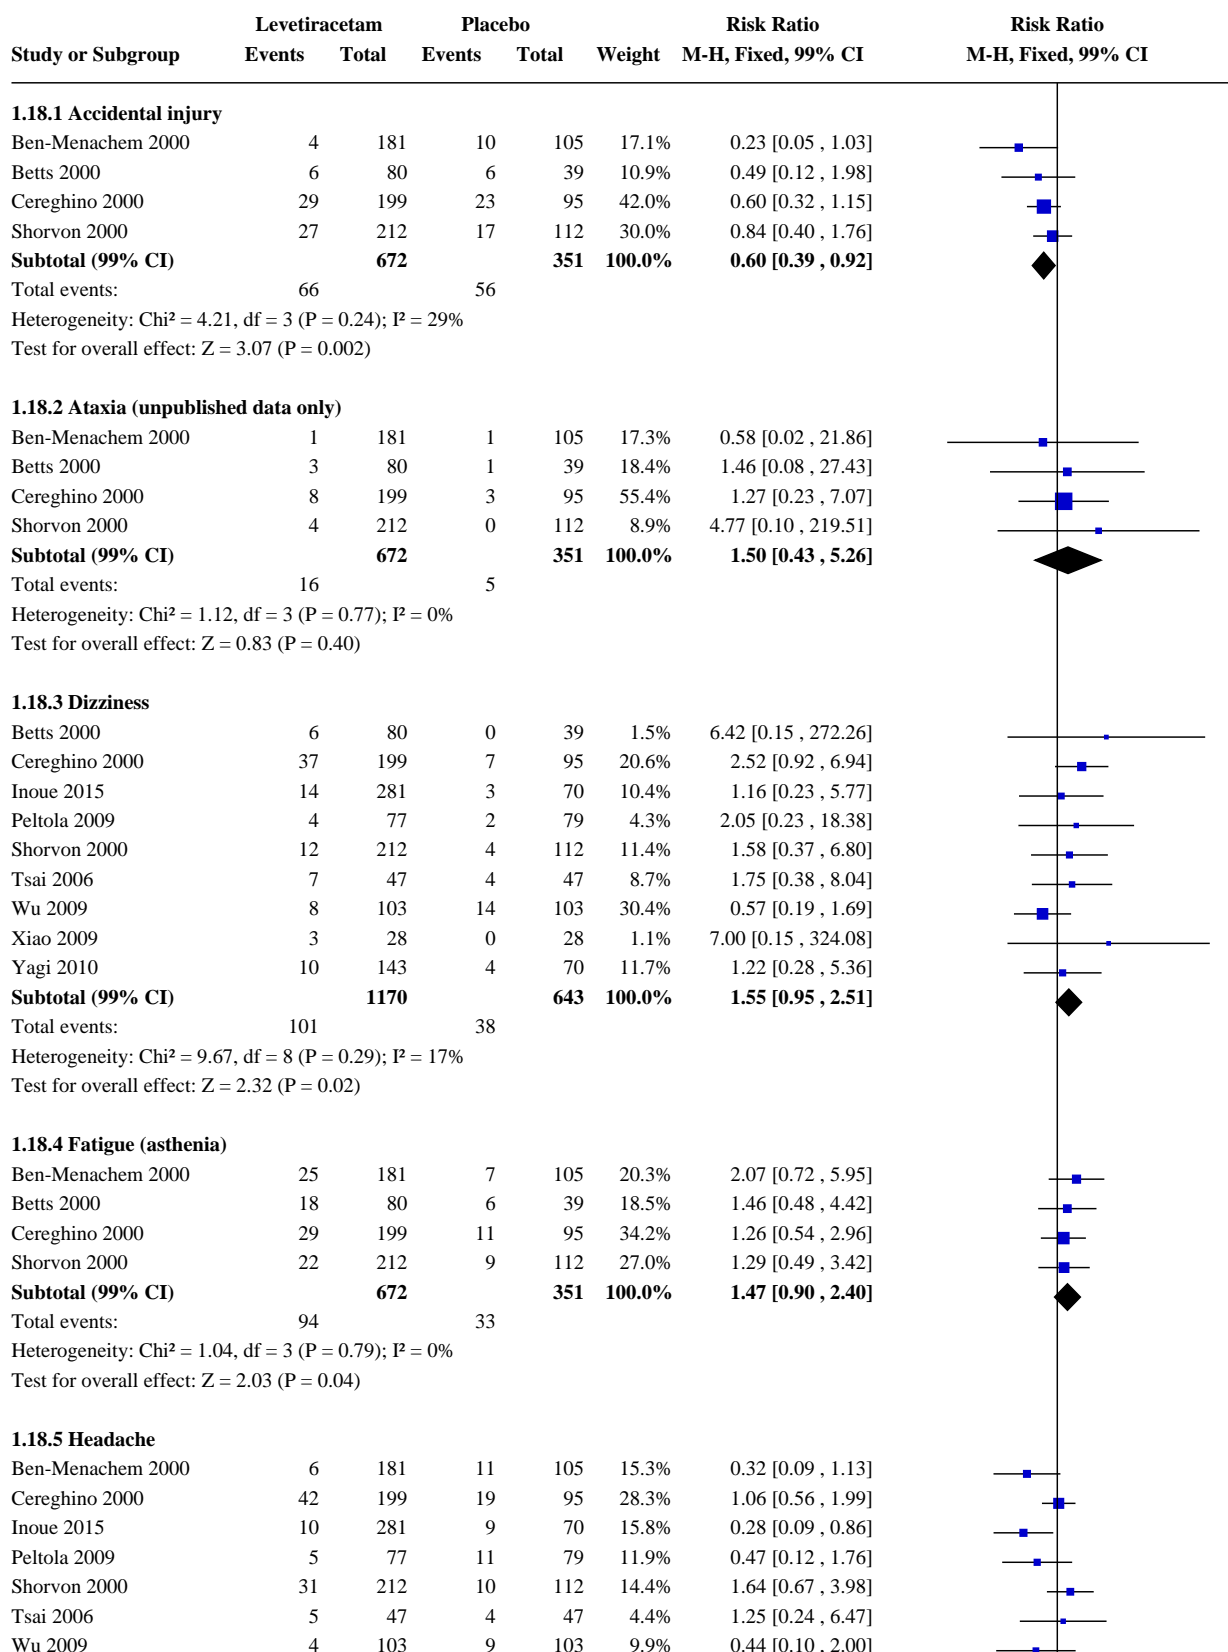 Levetiracetam Placebo Risk Ratio Risk Ratio
Study or Subgroup Events Total Events Total Weight M-H, Fixed, 99% CI M-H, Fixed, 99% CI
1.18.1 Accidental injury
Ben-Menachem 2000 4 181 10 105 17.1% 0.23 [0.05 , 1.03]
Betts 2000 6 80 6 39 10.9% 0.49 [0.12 , 1.98]
Cereghino 2000 29 199 23 95 42.0% 0.60 [0.32 , 1.15]
Shorvon 2000 27 212 17 112 30.0% 0.84 [0.40 , 1.76]
Subtotal (99% CI) 672 351 100.0% 0.60 [0.39 , 0.92]
Total events: 66 56
Heterogeneity: Chi² = 4.21, df = 3 (P = 0.24); I² = 29%
Test for overall effect: Z = 3.07 (P = 0.002)
1.18.2 Ataxia (unpublished data only)
Ben-Menachem 2000 1 181 1 105 17.3% 0.58 [0.02 , 21.86]
Betts 2000 3 80 1 39 18.4% 1.46 [0.08 , 27.43]
Cereghino 2000 8 199 3 95 55.4% 1.27 [0.23 , 7.07]
Shorvon 2000 4 212 0 112 8.9% 4.77 [0.10 , 219.51]
Subtotal (99% CI) 672 351 100.0% 1.50 [0.43 , 5.26]
Total events: 16 5
Heterogeneity: Chi² = 1.12, df = 3 (P = 0.77); I² = 0%
Test for overall effect: Z = 0.83 (P = 0.40)
1.18.3 Dizziness
Betts 2000 6 80 0 39 1.5% 6.42 [0.15 , 272.26]
Cereghino 2000 37 199 7 95 20.6% 2.52 [0.92 , 6.94]
Inoue 2015 14 281 3 70 10.4% 1.16 [0.23 , 5.77]
Peltola 2009 4 77 2 79 4.3% 2.05 [0.23 , 18.38]
Shorvon 2000 12 212 4 112 11.4% 1.58 [0.37 , 6.80]
Tsai 2006 7 47 4 47 8.7% 1.75 [0.38 , 8.04]
Wu 2009 8 103 14 103 30.4% 0.57 [0.19 , 1.69]
Xiao 2009 3 28 0 28 1.1% 7.00 [0.15 , 324.08]
Yagi 2010 10 143 4 70 11.7% 1.22 [0.28 , 5.36]
Subtotal (99% CI) 1170 643 100.0% 1.55 [0.95 , 2.51]
Total events: 101 38
Heterogeneity: Chi² = 9.67, df = 8 (P = 0.29); I² = 17%
Test for overall effect: Z = 2.32 (P = 0.02)
1.18.4 Fatigue (asthenia)
Ben-Menachem 2000 25 181 7 105 20.3% 2.07 [0.72 , 5.95]
Betts 2000 18 80 6 39 18.5% 1.46 [0.48 , 4.42]
Cereghino 2000 29 199 11 95 34.2% 1.26 [0.54 , 2.96]
Shorvon 2000 22 212 9 112 27.0% 1.29 [0.49 , 3.42]
Subtotal (99% CI) 672 351 100.0% 1.47 [0.90 , 2.40]
Total events: 94 33
Heterogeneity: Chi² = 1.04, df = 3 (P = 0.79); I² = 0%
Test for overall effect: Z = 2.03 (P = 0.04)
1.18.5 Headache
Ben-Menachem 2000 6 181 11 105 15.3% 0.32 [0.09 , 1.13]
Cereghino 2000 42 199 19 95 28.3% 1.06 [0.56 , 1.99]
Inoue 2015 10 281 9 70 15.8% 0.28 [0.09 , 0.86]
Peltola 2009 5 77 11 79 11.9% 0.47 [0.12 , 1.76]
Shorvon 2000 31 212 10 112 14.4% 1.64 [0.67 , 3.98]
Tsai 2006 5 47 4 47 4.4% 1.25 [0.24 , 6.47]
Wu 2009 4 103 9 103 9.9% 0.44 [0.10 , 2.00]